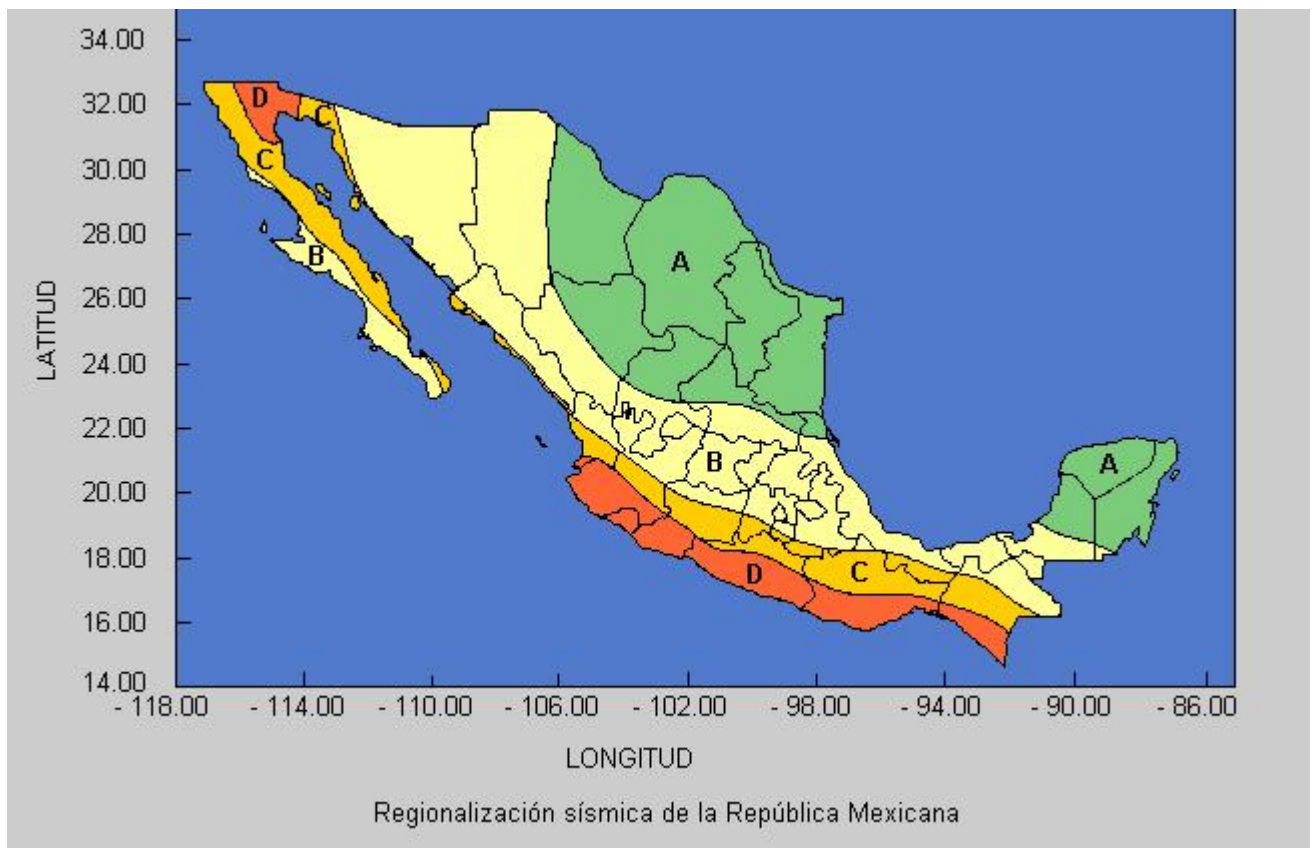 34.00
32.00
30.00
28.00
26.00
24.00
22.00
20.00
18.00
16.00
14.00
LATITUD
D
C
C
B
A
B
A
D
C
- 118.00 - 114.00 - 110.00 - 106.00 - 102.00 - 98.00 - 94.00 - 90.00 - 86.00
LONGITUD
Regionalización sísmica de la República Mexicana